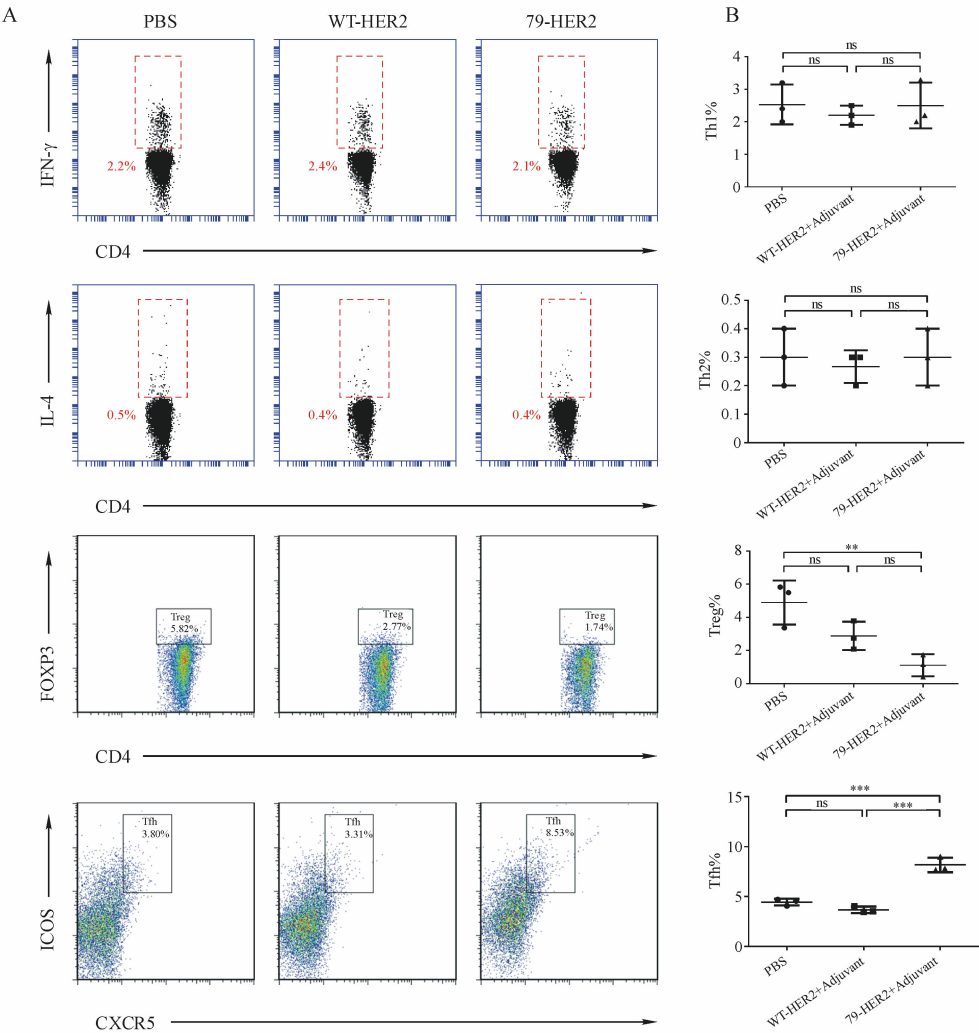 A
PBS
WT-HER2
79-HER2
B
IFN-γ
2.2%
2.4%
2.1%
CD4
Th1%
4
3
2
1
0
ns
ns
ns
PBS
WT-HER2+Adjuvant
79-HER2+Adjuvant
IL-4
0.5%
0.4%
0.4%
CD4
Th2%
0.5
0.4
0.3
0.2
0.1
0
ns
ns
ns
PBS
WT-HER2+Adjuvant
79-HER2+Adjuvant
FOXP3
Treg
5.82%
Treg
2.77%
Treg
1.74%
CD4
Treg%
8
6
4
2
0
**
ns
ns
PBS
WT-HER2+Adjuvant
79-HER2+Adjuvant
ICOS
Tfh
3.80%
Tfh
3.31%
Tfh
8.53%
CXCR5
Tfh%
15
10
5
0
***
ns
***
PBS
WT-HER2+Adjuvant
79-HER2+Adjuvant